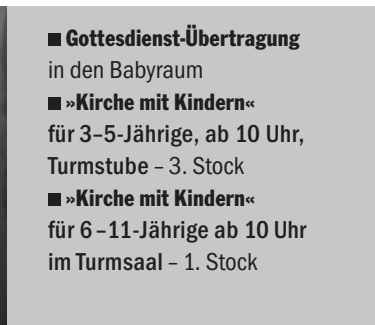 ■ Gottesdienst-Übertragung
in den Babyraum
■ »Kirche mit Kindern«
für 3–5-Jährige, ab 10 Uhr,
Turmstube – 3. Stock
■ »Kirche mit Kindern«
für 6–11-Jährige ab 10 Uhr
im Turmsaal – 1. Stock